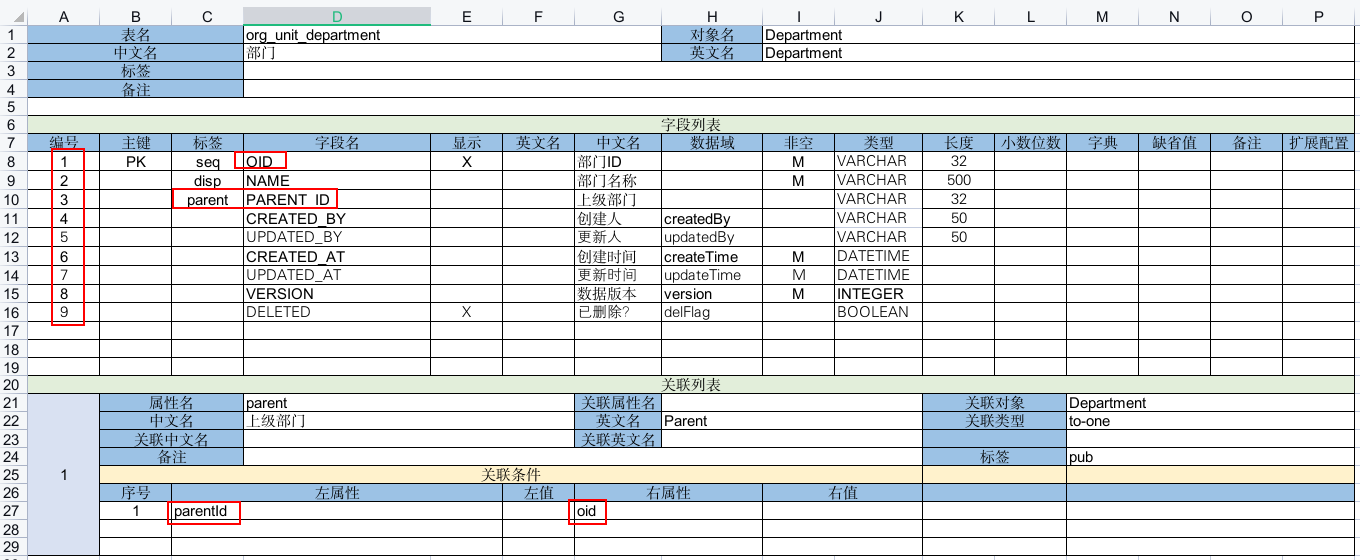 A B C D E F G H I J K L M N O P
1 表名 org_unit_department 对象名 Department
2 中文名 部门 英文名 Department
3 标签
4 备注
5
6 字段列表
7 编号 主键 标签 字段名 显示 英文名 中文名 数据域 非空 类型 长度 小数位数 字典 缺省值 备注 扩展配置
8 1 PK seq OID X 部门ID M VARCHAR 32
9 2 disp NAME 部门名称 M VARCHAR 500
10 3 parent PARENT_ID 上级部门 VARCHAR 32
11 4 CREATED_BY 创建人 createdBy VARCHAR 50
12 5 UPDATED_BY 更新人 updatedBy VARCHAR 50
13 6 CREATED_AT 创建时间 createTime M DATETIME
14 7 UPDATED_AT 更新时间 updateTime M DATETIME
15 8 VERSION 数据版本 version M INTEGER
16 9 DELETED X 已删除? delFlag BOOLEAN
17
18
19
20 关联列表
21 属性名 parent 关联属性名 关联对象 Department
22 中文名 上级部门 英文名 Parent 关联类型 to-one
23 关联中文名 关联英文名
24 备注 标签 pub
25 1 关联条件
26 序号 左属性 左值 右属性 右值
27 1 parentId oid
28
29